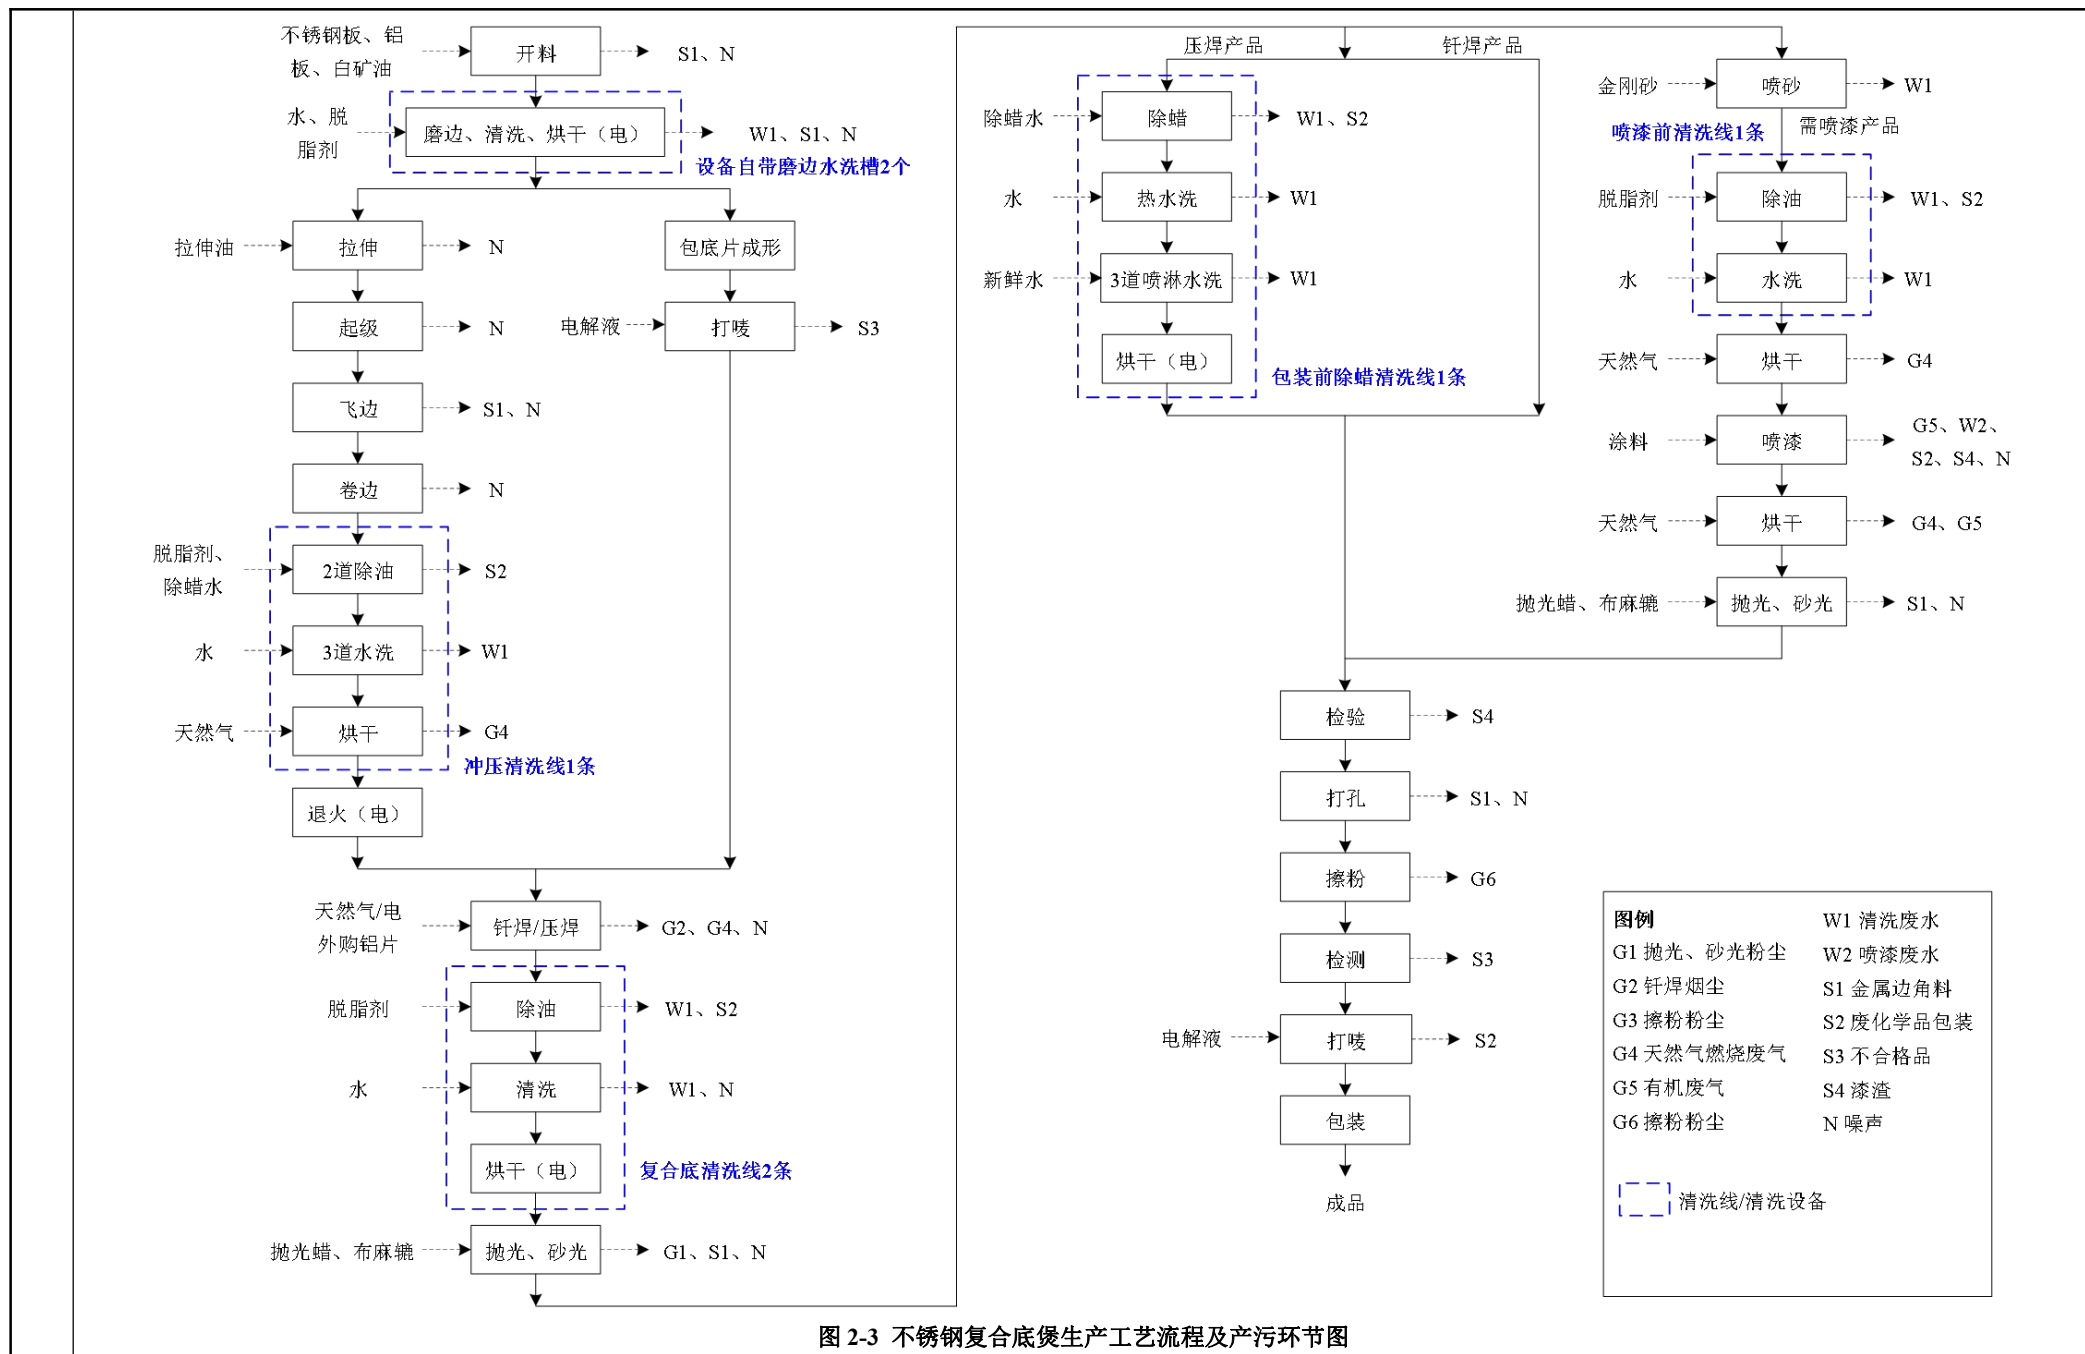 不锈钢板、铝
板、白矿油
开料
S1、N
水、脱
脂剂
磨边、清洗、烘干（电）
W1、S1、N
设备自带磨边水洗槽2个
拉伸油
拉伸
N
包底片成形
起级
N
电解液
打唛
S3
飞边
S1、N
卷边
N
脱脂剂、
除蜡水
2道除油
S2
水
3道水洗
W1
天然气
烘干
G4
冲压清洗线1条
退火（电）
天然气/电
外购铝片
钎焊/压焊
G2、G4、N
脱脂剂
除油
W1、S2
水
清洗
W1、N
烘干（电）
复合底清洗线2条
抛光蜡、布麻辘
抛光、砂光
G1、S1、N
压焊产品
钎焊产品
除蜡水
除蜡
W1、S2
水
热水洗
W1
新鲜水
3道喷淋水洗
W1
烘干（电）
包装前除蜡清洗线1条
金刚砂
喷砂
W1
喷漆前清洗线1条
需喷漆产品
脱脂剂
除油
W1、S2
水
水洗
W1
天然气
烘干
G4
涂料
喷漆
G5、W2、
S2、S4、N
天然气
烘干
G4、G5
抛光蜡、布麻辘
抛光、砂光
S1、N
检验
S4
打孔
S1、N
擦粉
G6
检测
S3
电解液
打唛
S2
包装
成品
图例
G1 抛光、砂光粉尘
G2 钎焊烟尘
G3 擦粉粉尘
G4 天然气燃烧废气
G5 有机废气
G6 擦粉粉尘
W1 清洗废水
W2 喷漆废水
S1 金属边角料
S2 废化学品包装
S3 不合格品
S4 漆渣
N 噪声
清洗线/清洗设备
图 2-3 不锈钢复合底煲生产工艺流程及产污环节图